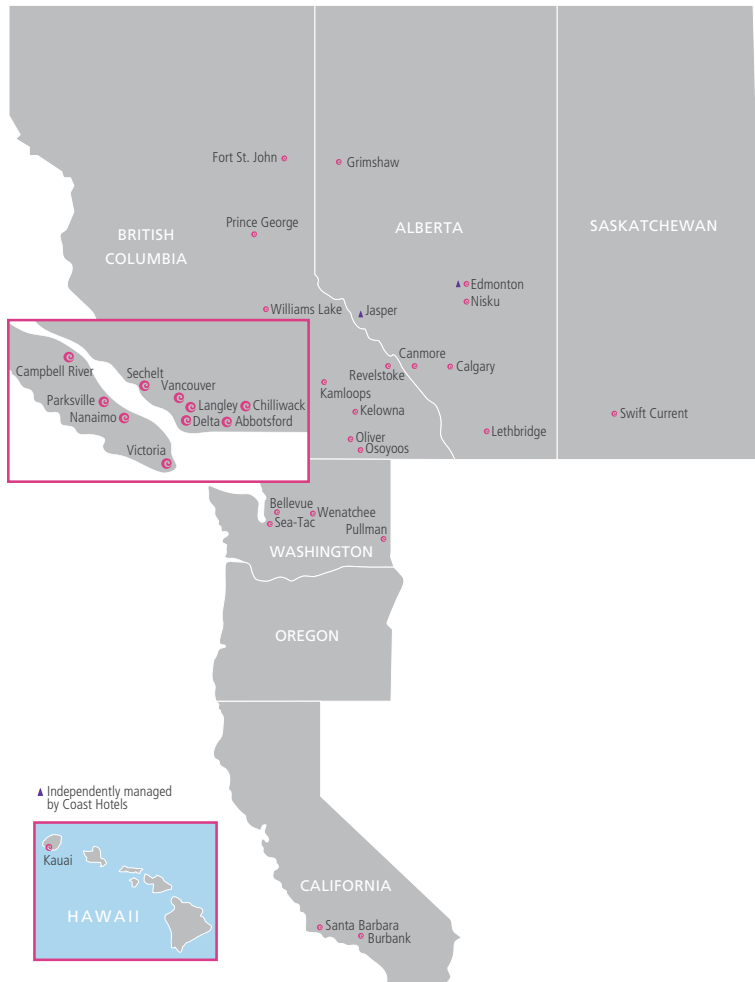 Fort St. John
Grimshaw
Prince George
BRITISH
COLUMBIA
ALBERTA
SASKATCHEWAN
Edmonton
Nisku
Williams Lake
Jasper
Campbell River
Sechelt
Vancouver
Parksville
Langley
Chilliwack
Nanaimo
Delta
Abbotsford
Victoria
Canmore
Revelstoke
Calgary
Kamloops
Kelowna
Swift Current
Oliver
Lethbridge
Osoyoos
Bellevue
Wenatchee
Sea-Tac
Pullman
WASHINGTON
OREGON
Independently managed
by Coast Hotels
Kauai
HAWAII
CALIFORNIA
Santa Barbara
Burbank